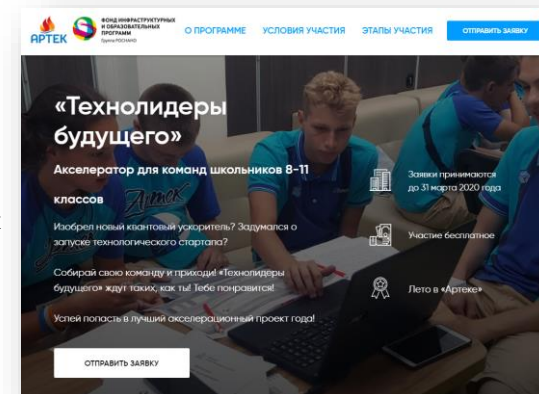 АРТЕК
ФОНД ИНФРАСТРУКТУРНЫХ
И ОБРАЗОВАТЕЛЬНЫХ
ПРОГРАММ
Группа РОСНАНО
О ПРОГРАММЕ
УСЛОВИЯ УЧАСТИЯ
ЭТАПЫ УЧАСТИЯ
ОТПРАВИТЬ ЗАЯВКУ
«Технолидеры
будущего»
Акселератор для команд школьников 8-11
классов
Изобрел новый квантовый ускоритель? Задумался о
запуске технологического стартапа?
Собирай свою команду и приходи! «Технолидеры
будущего» ждут таких, как ты! Тебе понравится!
Успей попасть в лучший акселерационный проект года!
ОТПРАВИТЬ ЗАЯВКУ
Заявки принимаются
до 31 марта 2020 года
Участие бесплатное
Лето в «Артеке»
Артек